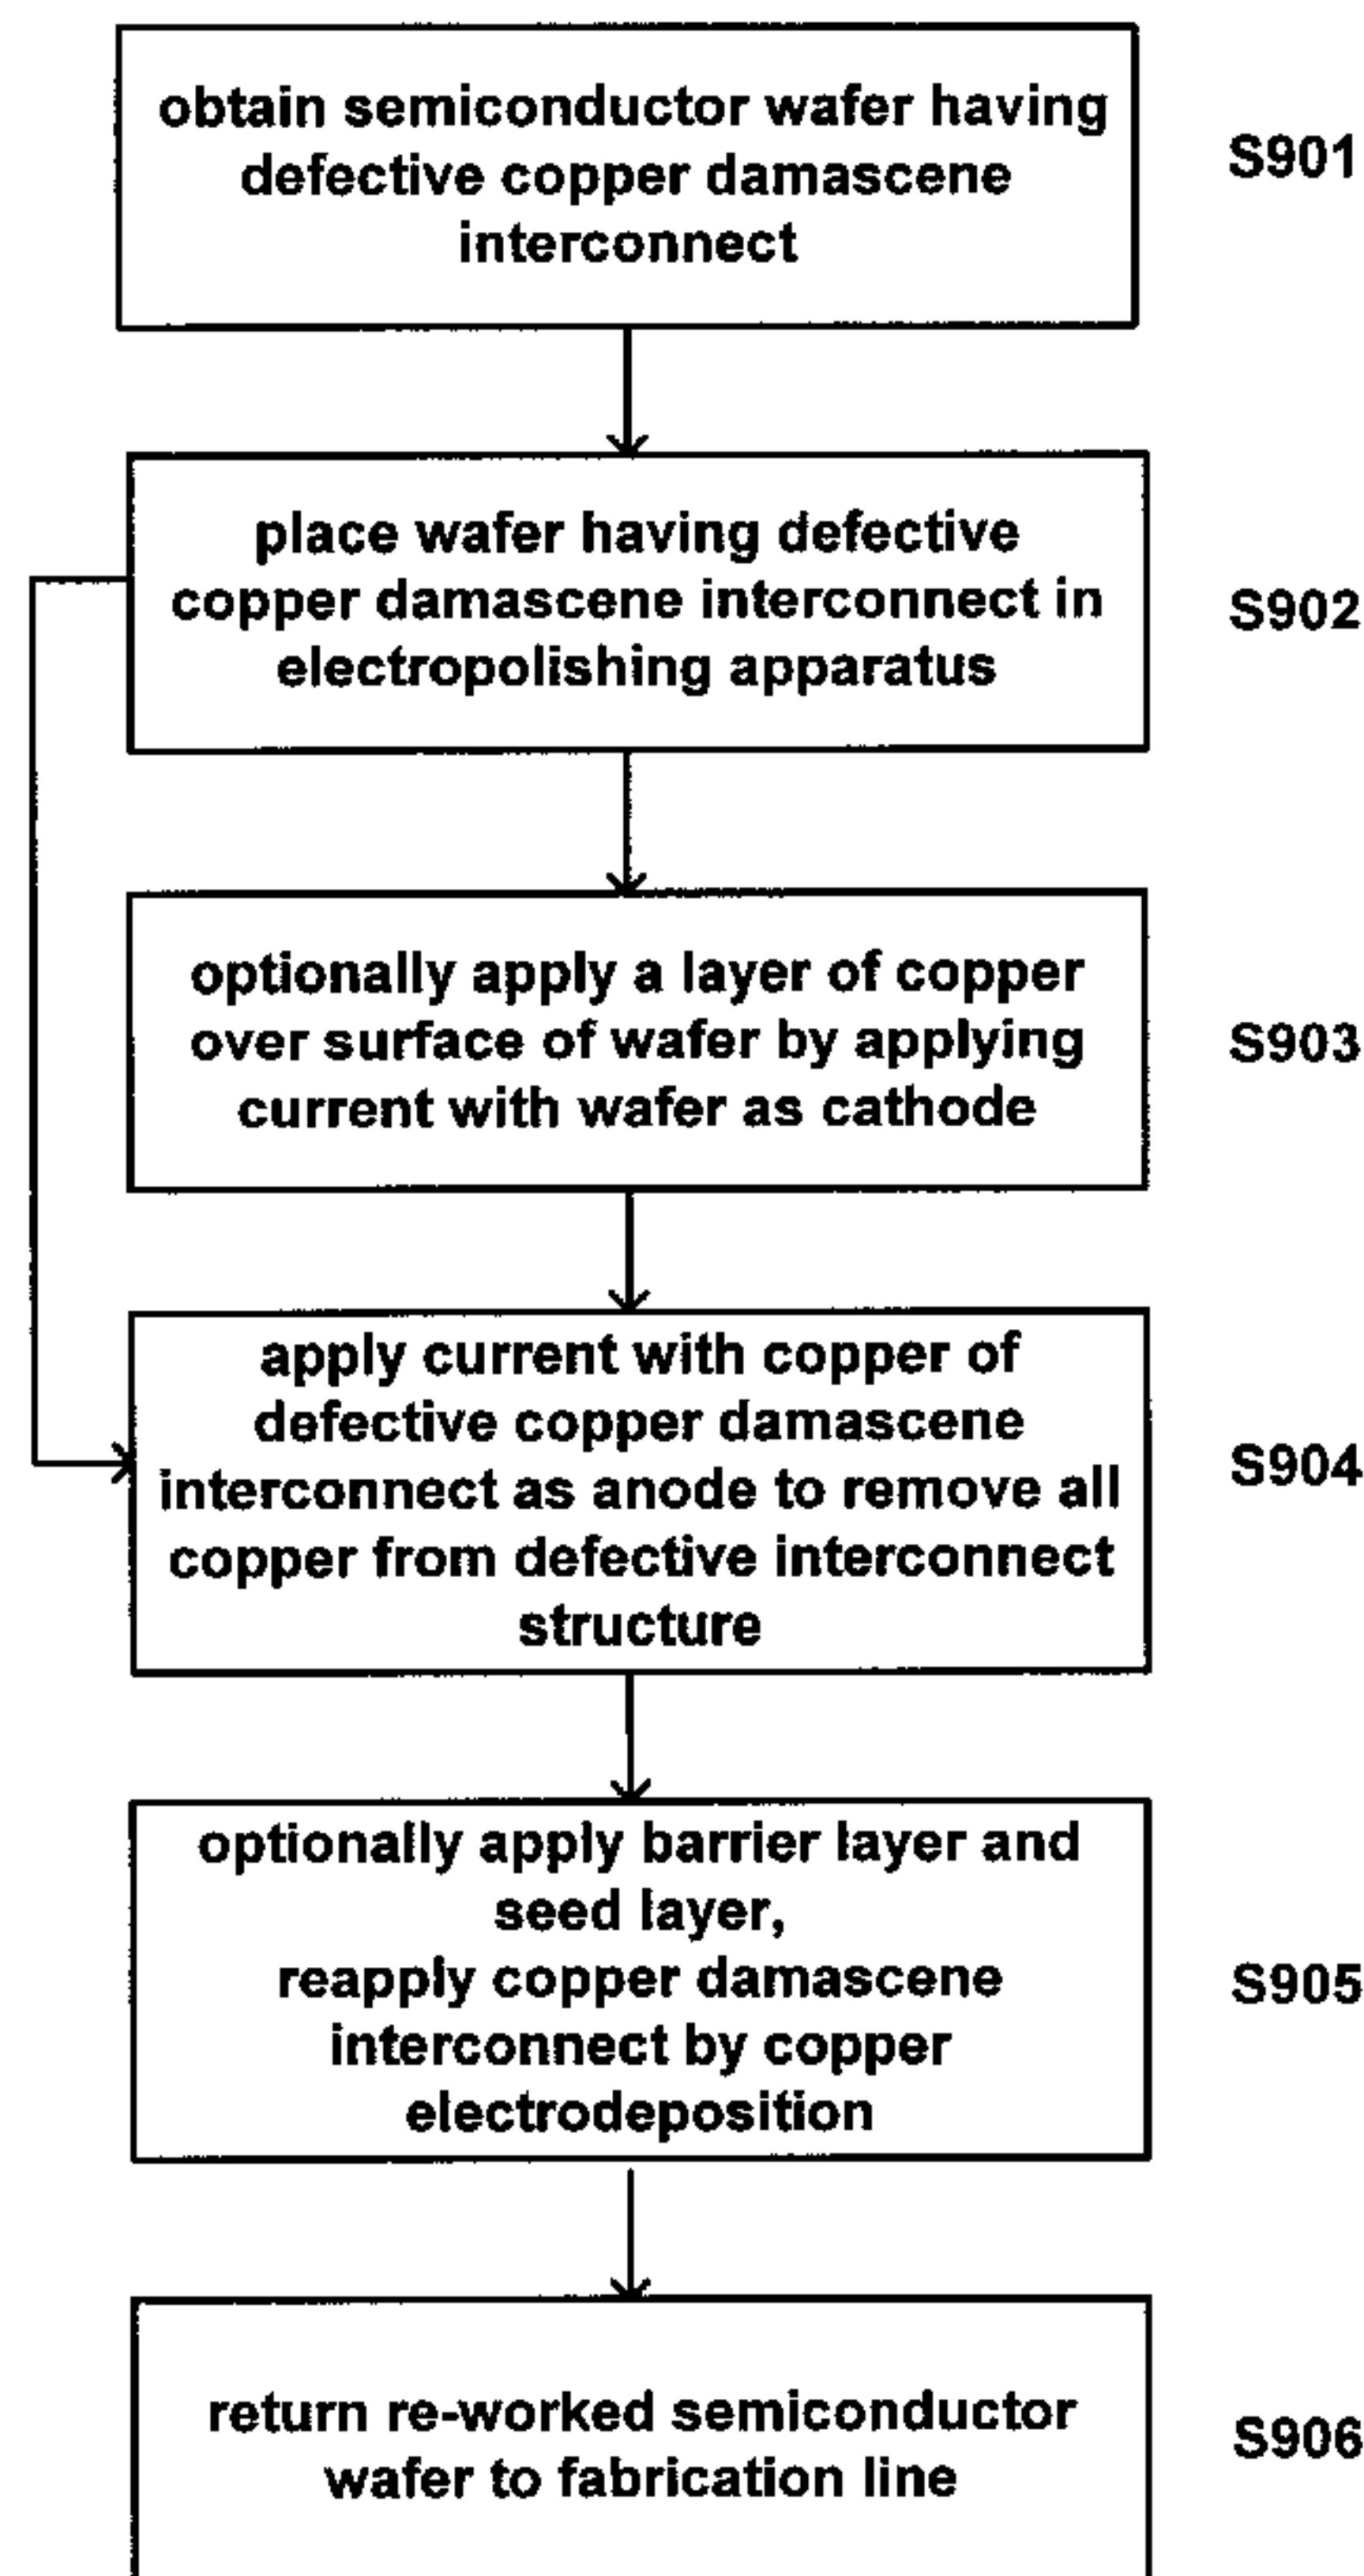 obtain semiconductor wafer having
defective copper damascene
interconnect
S901
place wafer having defective
copper damascene interconnect in
electropolishing apparatus
S902
optionally apply a layer of copper
over surface of wafer by applying
current with wafer as cathode
S903
apply current with copper of
defective copper damascene
interconnect as anode to remove all
copper from defective interconnect
structure
S904
optionally apply barrier layer and
seed layer,
reapply copper damascene
interconnect by copper
electrodeposition
S905
return re-worked semiconductor
wafer to fabrication line
S906